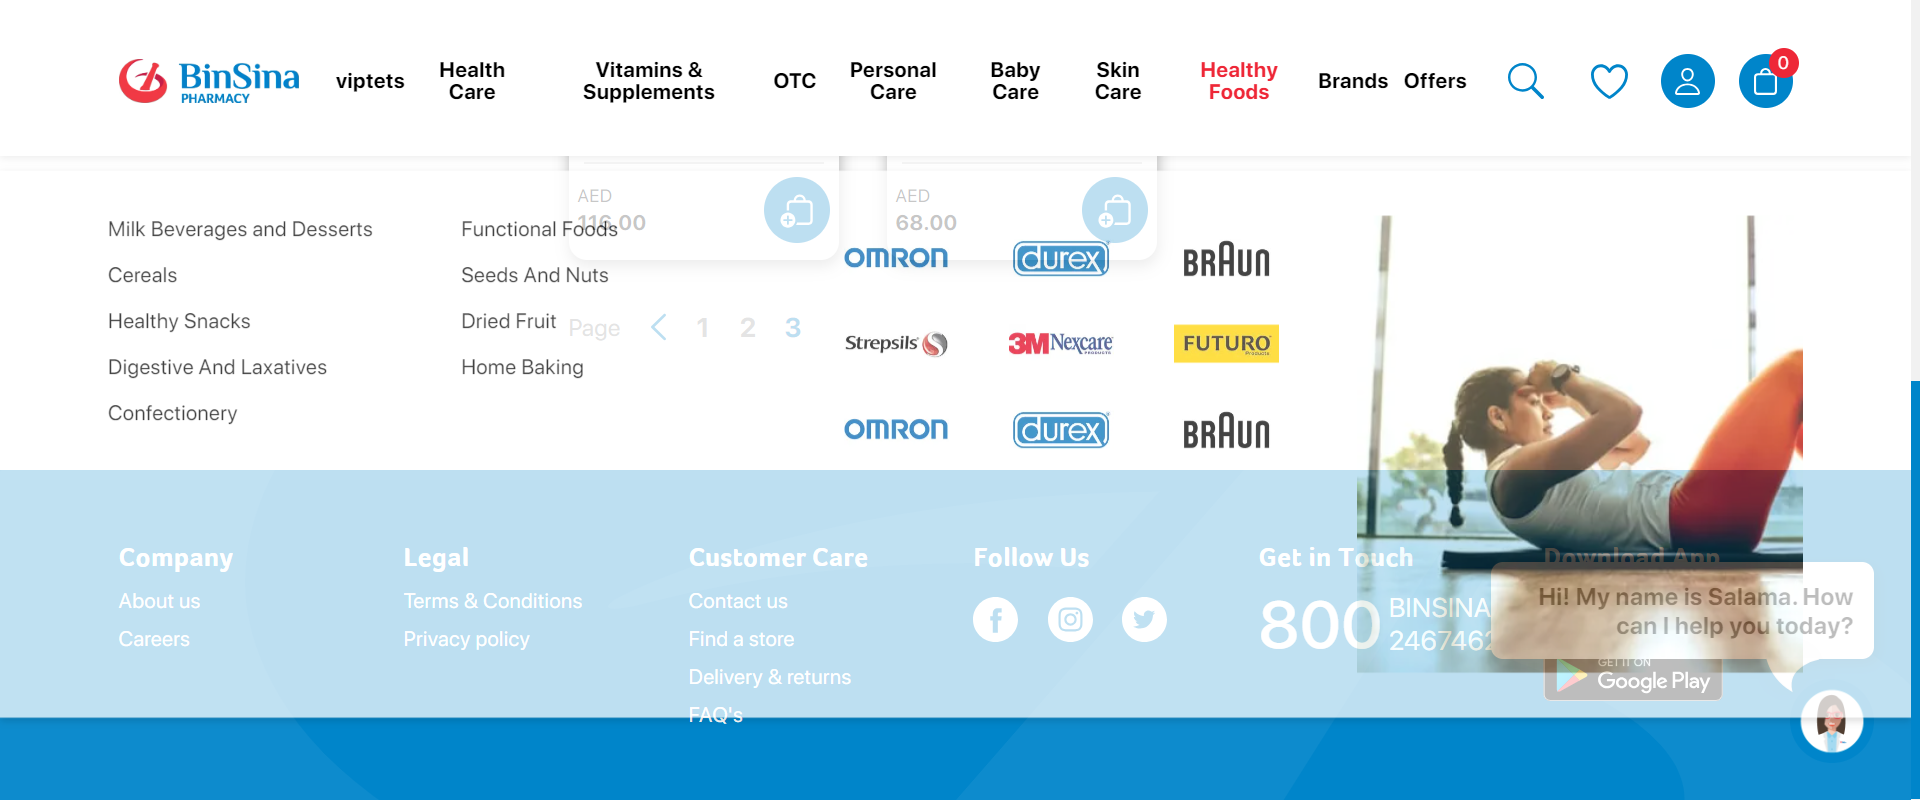 BinSina
PHARMACY
viptets
Health
Care
Vitamins &
Supplements
OTC
Personal
Care
Baby
Care
Skin
Care
Healthy
Foods
Brands
Offers
0
AED
116.00
AED
68.00
Milk Beverages and Desserts
Cereals
Healthy Snacks
Digestive And Laxatives
Confectionery
Functional Foods
Seeds And Nuts
Dried Fruit
Home Baking
Page
1
2
3
OMRON
durex
BRAUN
Strepsils
3M Nexcare
PRODUCTS
FUTURO
Products
OMRON
durex
BRAUN
Company
About us
Careers
Legal
Terms & Conditions
Privacy policy
Customer Care
Contact us
Find a store
Delivery & returns
FAQ's
Follow Us
Get in Touch
800
BINSINA
2467462
Download App
Hi! My name is Salama. How
can I help you today?
GET IT ON
Google Play